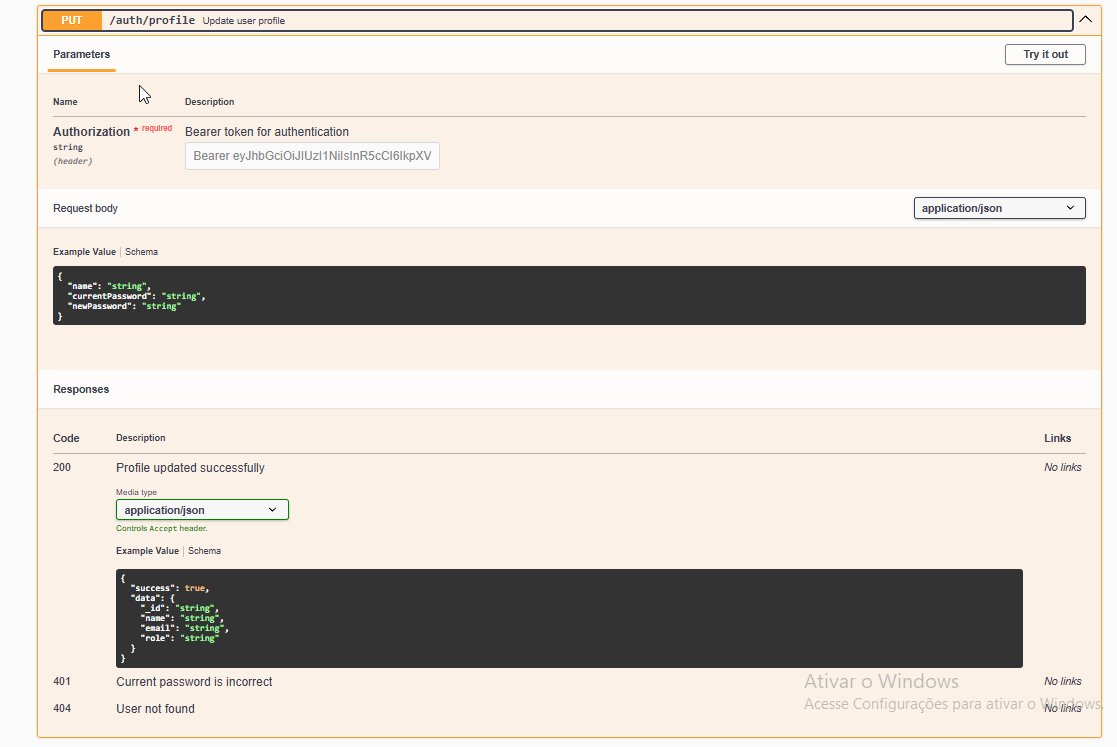 PUT /auth/profile Update user profile
Parameters
Try it out
Name Description
Authorization * required Bearer token for authentication
string
(header)
Bearer eyJhbGciOiJIUzI1NiIsInR5cCI6IkpXV
Request body application/json
Example Value | Schema
{
"name": "string",
"currentPassword": "string",
"newPassword": "string"
}
Responses
Code Description Links
200 Profile updated successfully No links
Media type
application/json
Controls Accept header.
Example Value | Schema
{
"success": true,
"data": {
"_id": "string",
"name": "string",
"email": "string",
"role": "string"
}
}
401 Current password is incorrect No links
404 User not found No links
Ativar o Windows
Acesse Configurações para ativar o Windows.